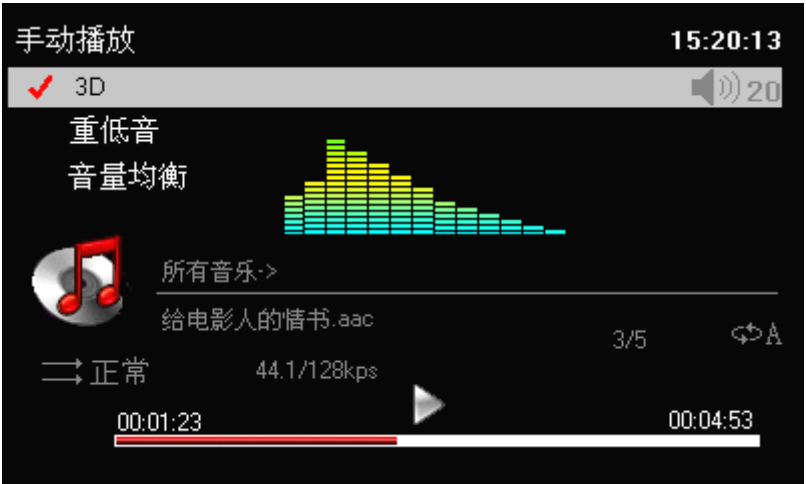 手动播放 15:20:13
3D 20
重低音
音量均衡
所有音乐->
给电影人的情书.aac
3/5 A
正常 44.1/128kps
00:01:23 00:04:53